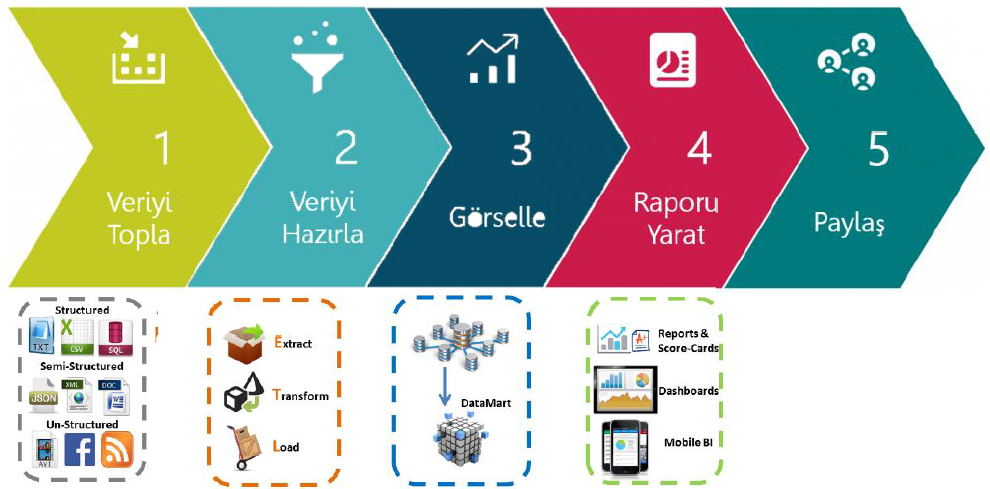 1
Veriyi
Topla
2
Veriyi
Hazırla
3
Görselle
4
Raporu
Yarat
5
Paylaş
Structured
TXT
CSV
SQL
Semi-Structured
JSON
XML
DOC
Un-Structured
AVI
Extract
Transform
Load
DataMart
A+
Reports &
Score-Cards
Dashboards
Mobile BI